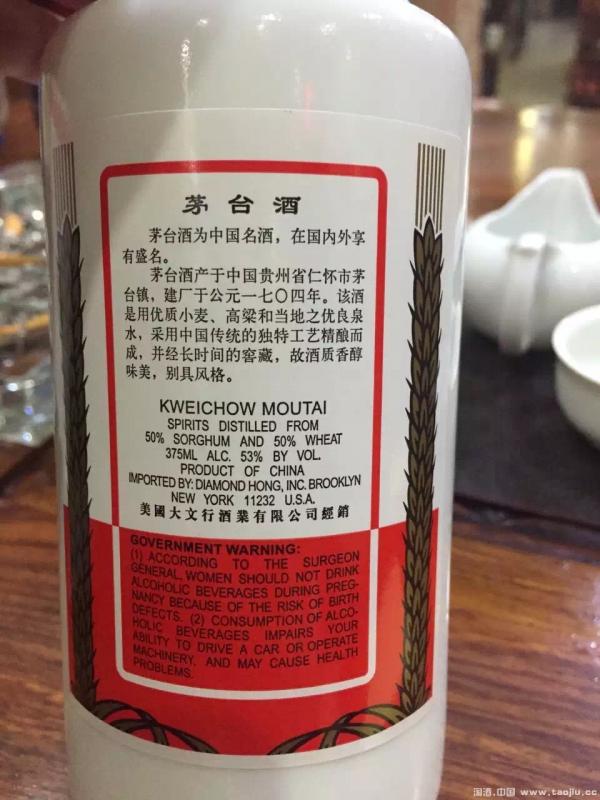 茅台酒
茅台酒为中国名酒，在国内外享
有盛名。
茅台酒产于中国贵州省仁怀市茅
台镇，建厂于公元一七〇四年。该酒
是用优质小麦、高粱和当地之优良泉
水，采用中国传统的独特工艺精酿而
成，并经长时间的窖藏，故酒质香醇
味美，别具风格。
KWEICHOW MOUTAI
SPIRITS DISTILLED FROM
50% SORGHUM AND 50% WHEAT
375ML ALC. 53% BY VOL.
PRODUCT OF CHINA
IMPORTED BY: DIAMOND HONG, INC. BROOKLYN
NEW YORK 11232 U.S.A.
美國大文行酒業有限公司經銷
GOVERNMENT WARNING:
(1) ACCORDING TO THE SURGEON
GENERAL, WOMEN SHOULD NOT DRINK
ALCOHOLIC BEVERAGES DURING PREG-
NANCY BECAUSE OF THE RISK OF BIRTH
DEFECTS. (2) CONSUMPTION OF ALCO-
HOLIC BEVERAGES IMPAIRS YOUR
ABILITY TO DRIVE A CAR OR OPERATE
MACHINERY, AND MAY CAUSE HEALTH
PROBLEMS.
淘酒.中国 www.taojiu.cc